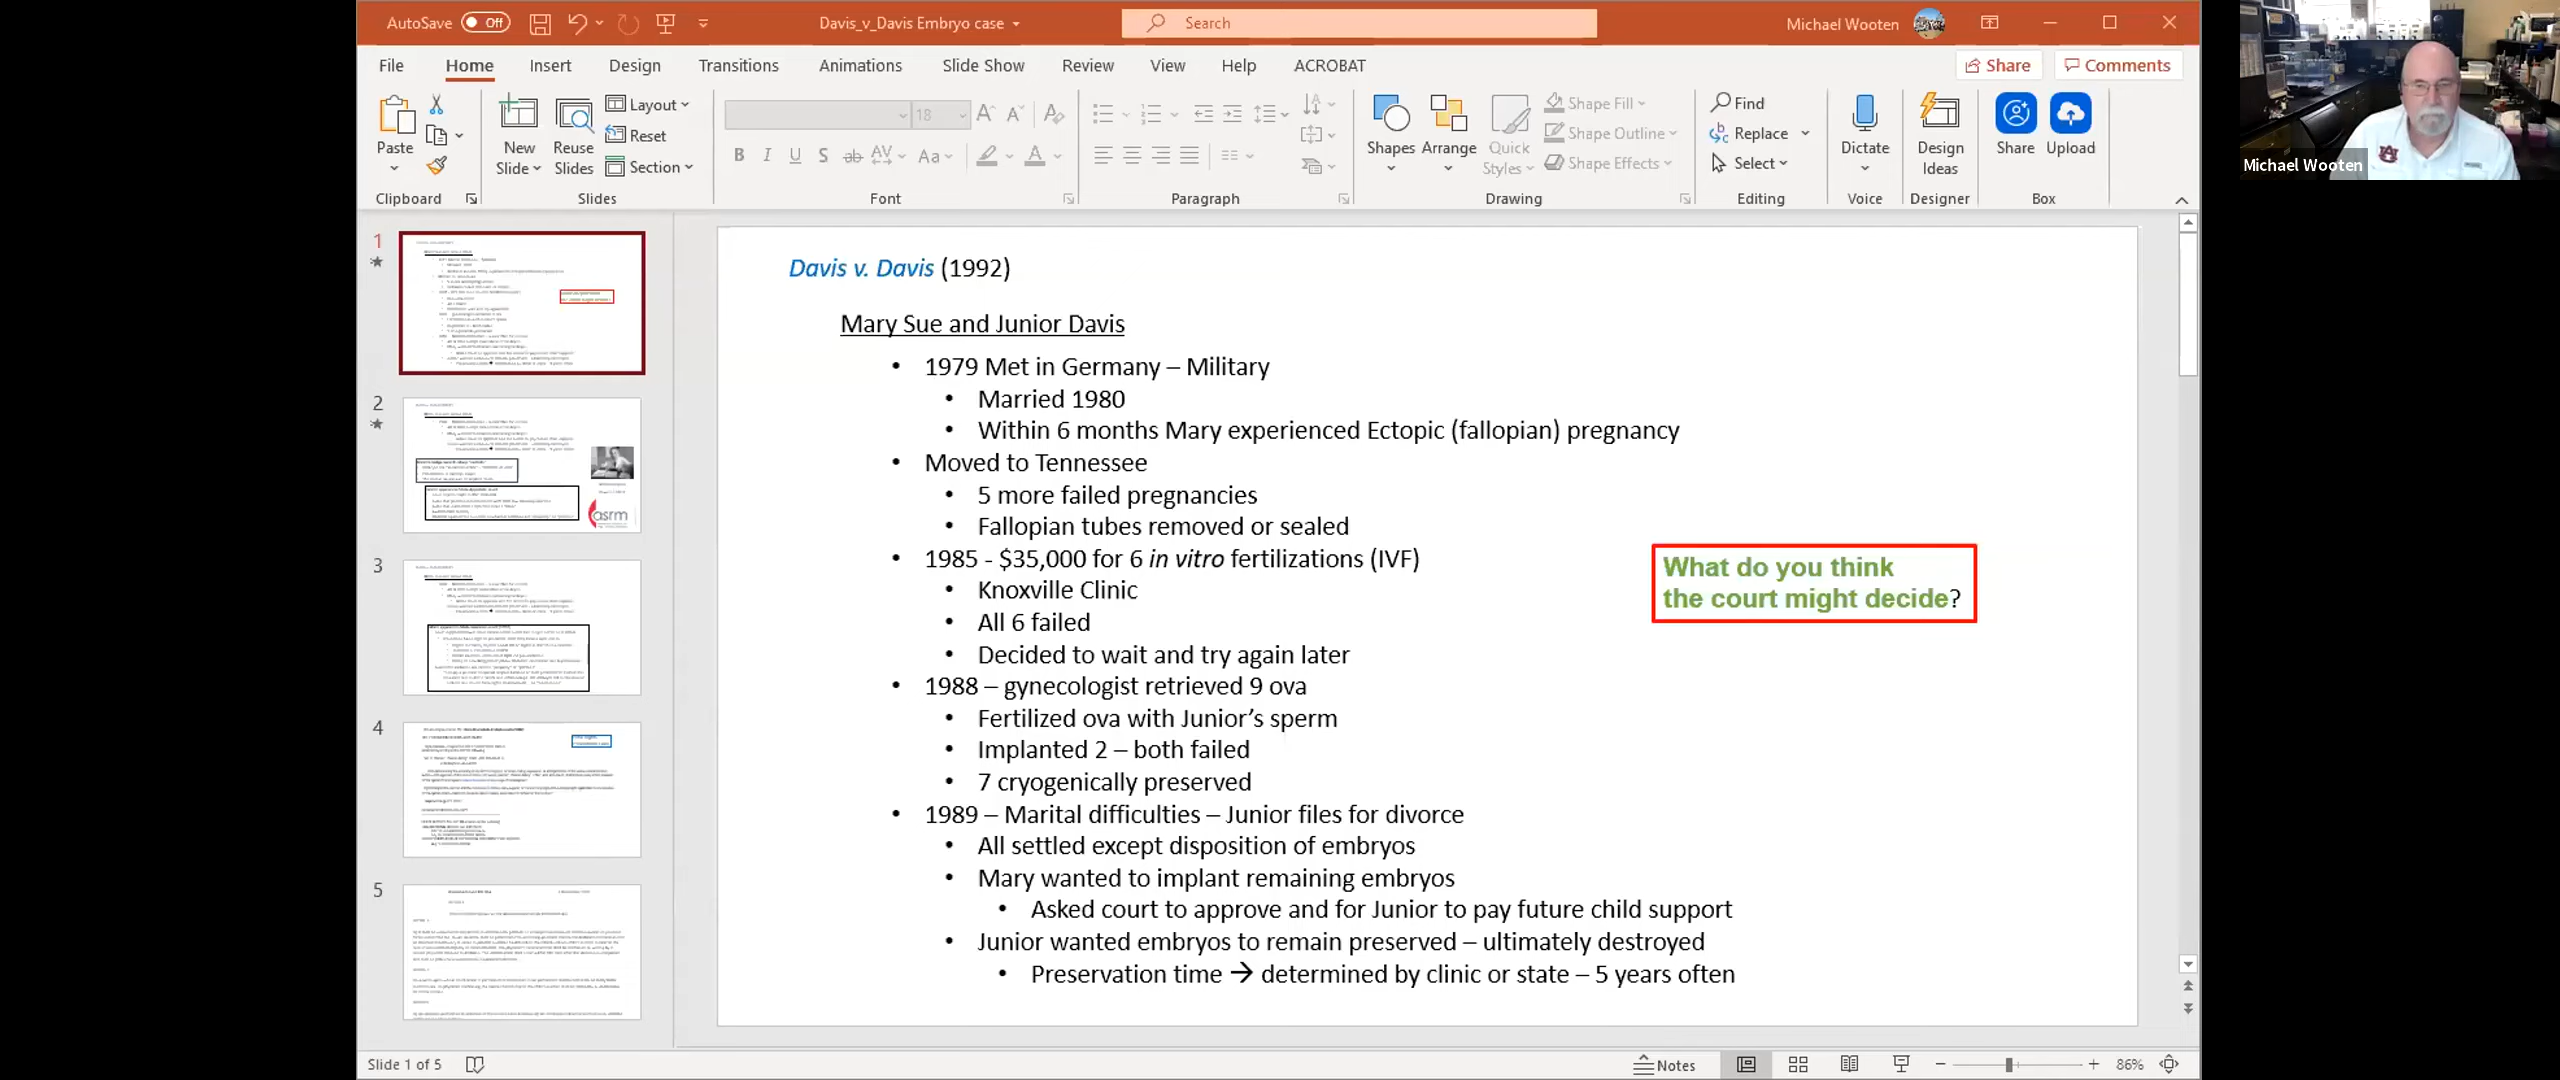 AutoSave Off
Davis_v_Davis Embryo case
Search
Michael Wooten
File Home Insert Design Transitions Animations Slide Show Review View Help ACROBAT
Share Comments
Paste
New Slide
Reuse Slides
Layout
Reset
Section
18
Shape Fill
Shape Outline
Shape Effects
Shapes Arrange Quick Styles
Find
Replace
Select
Dictate
Design Ideas
Share Upload
Clipboard Slides Font Paragraph Drawing Editing Voice Designer Box
Michael Wooten
1
2
asrm
3
4
5
Davis v. Davis (1992)
Mary Sue and Junior Davis
• 1979 Met in Germany – Military
• Married 1980
• Within 6 months Mary experienced Ectopic (fallopian) pregnancy
• Moved to Tennessee
• 5 more failed pregnancies
• Fallopian tubes removed or sealed
• 1985 - $35,000 for 6 in vitro fertilizations (IVF)
• Knoxville Clinic
• All 6 failed
• Decided to wait and try again later
• 1988 – gynecologist retrieved 9 ova
• Fertilized ova with Junior’s sperm
• Implanted 2 – both failed
• 7 cryogenically preserved
• 1989 – Marital difficulties – Junior files for divorce
• All settled except disposition of embryos
• Mary wanted to implant remaining embryos
• Asked court to approve and for Junior to pay future child support
• Junior wanted embryos to remain preserved – ultimately destroyed
• Preservation time → determined by clinic or state – 5 years often
What do you think
the court might decide?
Slide 1 of 5
Notes
86%